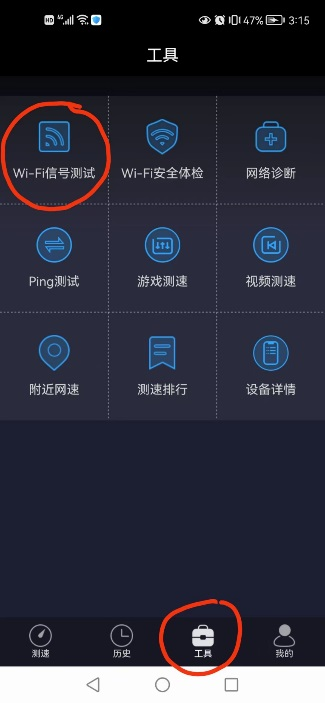 HD 47% 3:15
工具
Wi-Fi信号测试 Wi-Fi安全体检 网络诊断
Ping测试 游戏测速 视频测速
附近网速 测速排行 设备详情
测速 历史 工具 我的